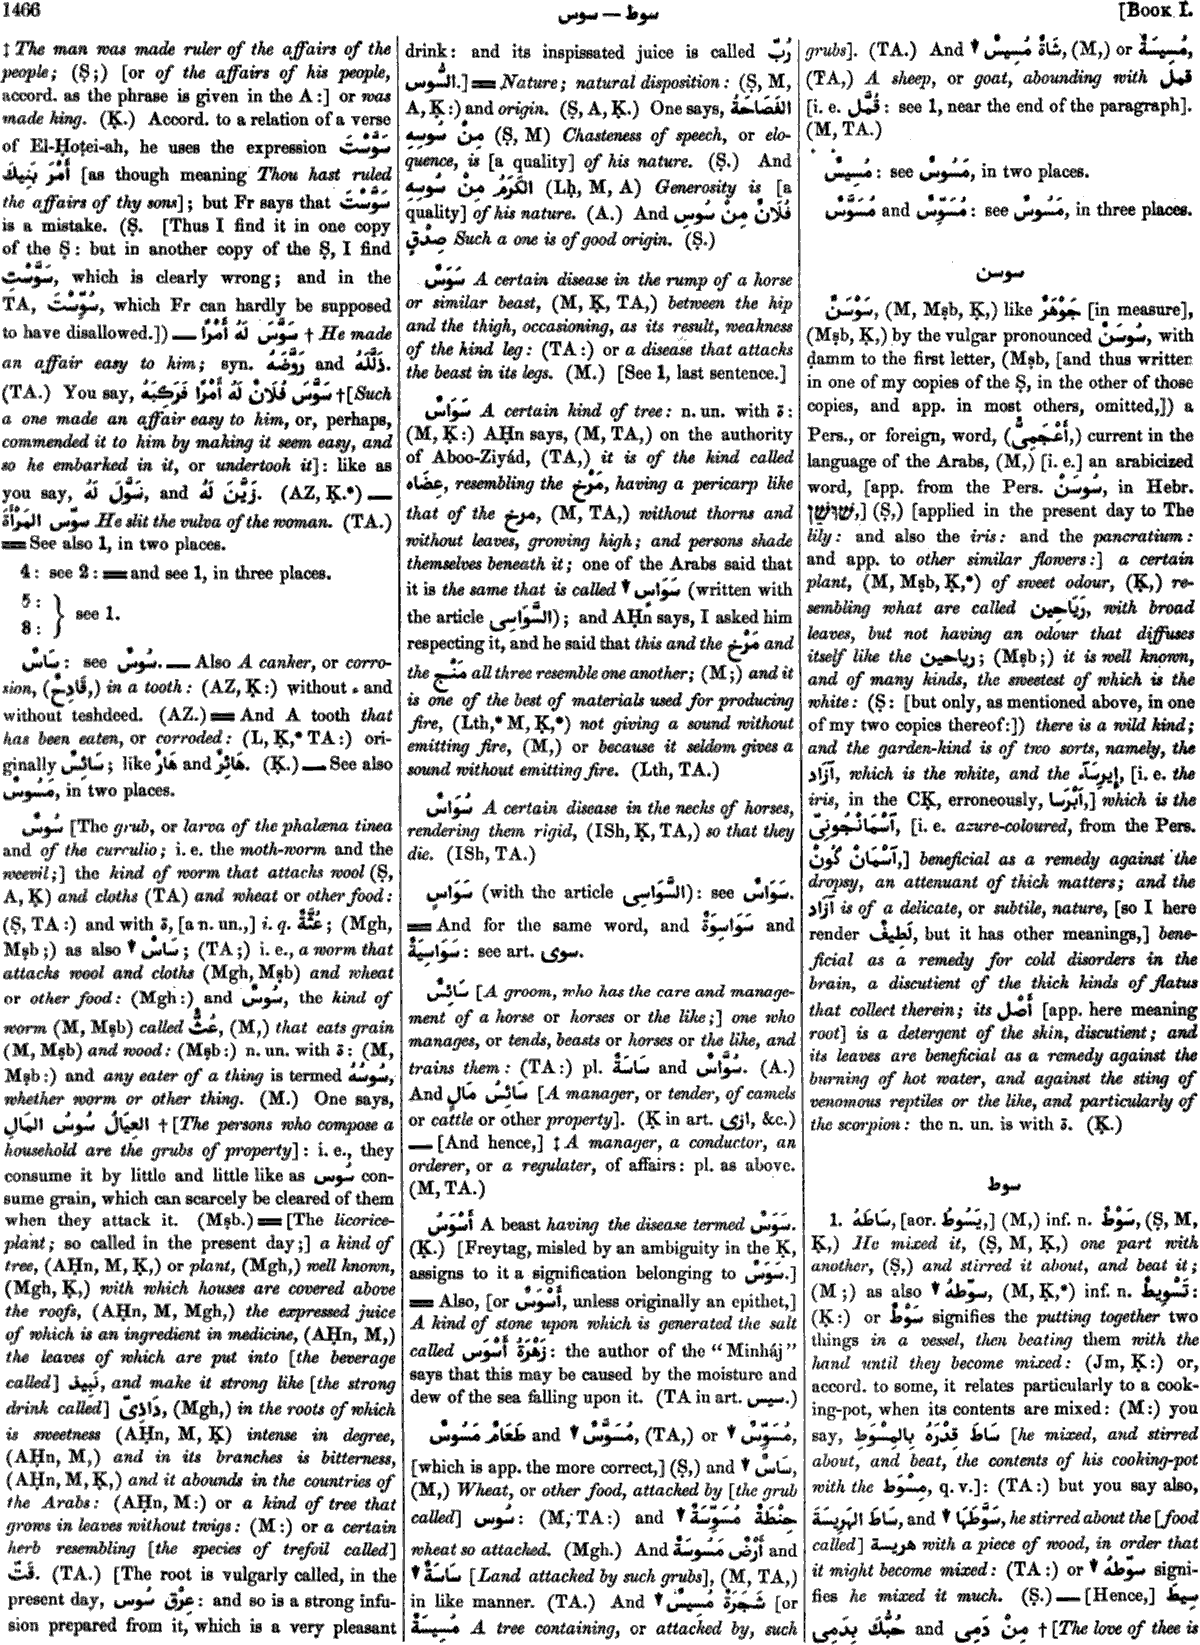 1466
سوس — سوط
[BOOK I.
‡ The man was made ruler of the affairs of the
people; (Ṣ;) [or of the affairs of his people,
accord. as the phrase is given in the A:] or was
made king. (Ḳ.) Accord. to a relation of a verse
of El-Ḥoṭei-ah, he uses the expression سَوَّسْتَ
أَمْرَ بَنِيكَ [as though meaning Thou hast ruled
the affairs of thy sons]; but Fr says that سَوَّسْتَ
is a mistake. (Ṣ. [Thus I find it in one copy
of the Ṣ: but in another copy of the Ṣ, I find
سَوَّسْتَ, which is clearly wrong; and in the
TA, سُوِّسْتَ, which Fr can hardly be supposed
to have disallowed.]) — سَوَّسَ لَهُ أَمْرًا † He made
an affair easy to him; syn. رَوَّضَهُ and ذَلَّلَهُ.
(TA.) You say, سَوَّسَ فُلَانٌ لَهُ أَمْرًا فَرَكِبَهُ †[Such
a one made an affair easy to him, or, perhaps,
commended it to him by making it seem easy, and
so he embarked in it, or undertook it]: like as
you say, سَوَّلَ لَهُ, and زَيَّنَ لَهُ. (AZ, Ḳ.*) —
سوّس المَرْأَةَ He slit the vulva of the woman. (TA.)
═ See also 1, in two places.
4: see 2: ═ and see 1, in three places.
5:
8: } see 1.
سَاسٌ: see سُوسٌ. — Also A canker, or corro-
sion, (قَادِحٌ,) in a tooth: (AZ, Ḳ:) without ء and
without teshdeed. (AZ.) ═ And A tooth that
has been eaten, or corroded: (L, Ḳ,* TA:) ori-
ginally سَائِسٌ; like هَارٌ and هَائِرٌ. (Ḳ.) — See also
مَسُوسٌ, in two places.
سُوسٌ [The grub, or larva of the phalæna tinea
and of the curculio; i. e. the moth-worm and the
weevil;] the kind of worm that attacks wool (Ṣ,
A, Ḳ) and cloths (TA) and wheat or other food:
(Ṣ, TA:) and with ة, [a n. un.,] i. q. عُثَّةٌ; (Mgh,
Mṣb;) as also ▼ سَاسٌ; (TA;) i. e., a worm that
attacks wool and cloths (Mgh, Mṣb) and wheat
or other food: (Mgh:) and سُوسٌ, the kind of
worm (M, Mṣb) called عُثٌّ, (M,) that eats grain
(M, Mṣb) and wood: (Mṣb:) n. un. with ة: (M,
Mṣb:) and any eater of a thing is termed سُوسُهُ,
whether worm or other thing. (M.) One says,
العِيَالُ سُوسُ المَالِ † [The persons who compose a
household are the grubs of property]: i. e., they
consume it by little and little like as سُوس con-
sume grain, which can scarcely be cleared of them
when they attack it. (Mṣb.) ═ [The licorice-
plant; so called in the present day;] a kind of
tree, (AḤn, M, Ḳ,) or plant, (Mgh,) well known,
(Mgh, Ḳ,) with which houses are covered above
the roofs, (AḤn, M, Mgh,) the expressed juice
of which is an ingredient in medicine, (AḤn, M,)
the leaves of which are put into [the beverage
called] نَبِيذ, and make it strong like [the strong
drink called] دَاذِىّ, (Mgh,) in the roots of which
is sweetness (AḤn, M, Ḳ) intense in degree,
(AḤn, M,) and in its branches is bitterness,
(AḤn, M, Ḳ,) and it abounds in the countries of
the Arabs: (AḤn, M:) or a kind of tree that
grows in leaves without twigs: (M:) or a certain
herb resembling [the species of trefoil called]
قَتّ. (TA.) [The root is vulgarly called, in the
present day, عِرْق سُوس: and so is a strong infu-
sion prepared from it, which is a very pleasant
drink: and its inspissated juice is called رُبّ
السُّوس.] ═ Nature; natural disposition: (Ṣ, M,
A, Ḳ:) and origin. (Ṣ, A, Ḳ.) One says, الفَصَاحَةُ
مِنْ سُوسِهِ (Ṣ, M) Chasteness of speech, or elo-
quence, is [a quality] of his nature. (Ṣ.) And
الكَرَمُ مِنْ سُوسِهِ (Lḥ, M, A) Generosity is [a
quality] of his nature. (A.) And فُلَانٌ مِنْ سُوسِ
صِدْقٍ Such a one is of good origin. (Ṣ.)
سَوَسٌ A certain disease in the rump of a horse
or similar beast, (M, Ḳ, TA,) between the hip
and the thigh, occasioning, as its result, weakness
of the hind leg: (TA:) or a disease that attacks
the beast in its legs. (M.) [See 1, last sentence.]
سَوَاسٌ A certain kind of tree: n. un. with ة:
(M, Ḳ:) AḤn says, (M, TA,) on the authority
of Aboo-Ziyád, (TA,) it is of the kind called
عِضَاه, resembling the مَرْخ, having a pericarp like
that of the مرخ, (M, TA,) without thorns and
without leaves, growing high; and persons shade
themselves beneath it; one of the Arabs said that
it is the same that is called ▼ سَوَاسٍ (written with
the article السَّوَاسِى); and AḤn says, I asked him
respecting it, and he said that this and the مَرْخ and
the مَنْج all three resemble one another; (M;) and it
is one of the best of materials used for producing
fire, (Lth,* M, Ḳ,*) not giving a sound without
emitting fire, (M,) or because it seldom gives a
sound without emitting fire. (Lth, TA.)
سُوَاسٌ A certain disease in the necks of horses,
rendering them rigid, (ISh, Ḳ, TA,) so that they
die. (ISh, TA.)
سَوَاسٍ (with the article السَّوَاسِى): see سَوَاسٌ.
═ And for the same word, and سَوَاسِوَةٌ and
سَوَاسِيَةٌ: see art. سوى.
سَائِسٌ [A groom, who has the care and manage-
ment of a horse or horses or the like;] one who
manages, or tends, beasts or horses or the like, and
trains them: (TA:) pl. سَاسَةٌ and سُوَّاسٌ. (A.)
And سَائِسُ مَالٍ [A manager, or tender, of camels
or cattle or other property]. (Ḳ in art. ازى, &c.)
— [And hence,] ‡ A manager, a conductor, an
orderer, or a regulater, of affairs: pl. as above.
(M, TA.)
أَسْوَسُ A beast having the disease termed سَوَسٌ.
(Ḳ.) [Freytag, misled by an ambiguity in the Ḳ,
assigns to it a signification belonging to سَوَسٌ.]
═ Also, [or أَسْوَسٌ, unless originally an epithet,]
A kind of stone upon which is generated the salt
called زَهْرَةُ أَسْوَسَ: the author of the "Minháj"
says that this may be caused by the moisture and
dew of the sea falling upon it. (TA in art. سيس.)
طَعَامٌ مَسُوسٌ and ▼ مُسَوَّسٌ, (TA,) or ▼ مُسَوِّسٌ,
[which is app. the more correct,] (Ṣ,) and ▼ سَاسٌ,
(M,) Wheat, or other food, attacked by [the grub
called] سُوس: (M, TA:) and ▼ حِنْطَةٌ مُسَوِّسَةٌ
wheat so attacked. (Mgh.) And أَرْضٌ مَسُوسَةٌ and
▼ سَاسَةٌ [Land attacked by such grubs], (M, TA,)
in like manner. (TA.) And ▼ شَجَرَةٌ مُسِيسٌ [or
مُسِيسَةٌ A tree containing, or attacked by, such
grubs]. (TA.) And ▼ شَاةٌ مُسِيسٌ, (M,) or مُسِيسَةٌ,
(TA,) A sheep, or goat, abounding with قمل
[i. e. قُمَّل: see 1, near the end of the paragraph].
(M, TA.)
مُسِيسٌ: see مَسُوسٌ, in two places.
مُسَوَّسٌ and مُسَوِّسٌ: see مَسُوسٌ, in three places.
سوسن
سَوْسَنٌ, (M, Mṣb, Ḳ,) like جَوْهَرٌ [in measure],
(Mṣb, Ḳ,) by the vulgar pronounced سُوسَنٌ, with
ḍamm to the first letter, (Mṣb, [and thus written
in one of my copies of the Ṣ, in the other of those
copies, and app. in most others, omitted,]) a
Pers., or foreign, word, (أَعْجَمِىٌّ,) current in the
language of the Arabs, (M,) [i. e.] an arabicized
word, [app. from the Pers. سُوسَنْ, in Hebr.
שׁוּשַׁן,] (Ṣ,) [applied in the present day to The
lily: and also the iris: and the pancratium:
and app. to other similar flowers:] a certain
plant, (M, Mṣb, Ḳ,*) of sweet odour, (Ḳ,) re-
sembling what are called رَيَاحِين, with broad
leaves, but not having an odour that diffuses
itself like the رياحين; (Mṣb;) it is well known,
and of many kinds, the sweetest of which is the
white: (Ṣ: [but only, as mentioned above, in one
of my two copies thereof:]) there is a wild kind;
and the garden-kind is of two sorts, namely, the
آزَاد, which is the white, and the إِيرِسَآء, [i. e. the
iris, in the CḲ, erroneously, اَبْرَسَا,] which is the
آسْمَانْجُونِىّ, [i. e. azure-coloured, from the Pers.
آسْمَانْ گُونْ,] beneficial as a remedy against the
dropsy, an attenuant of thick matters; and the
آزَاد is of a delicate, or subtile, nature, [so I here
render لَطِيفٌ, but it has other meanings,] bene-
ficial as a remedy for cold disorders in the
brain, a discutient of the thick kinds of flatus
that collect therein; its أَصْل [app. here meaning
root] is a detergent of the skin, discutient; and
its leaves are beneficial as a remedy against the
burning of hot water, and against the sting of
venomous reptiles or the like, and particularly of
the scorpion: the n. un. is with ة. (Ḳ.)
سوط
1. سَاطَهُ, [aor. يَسُوطُ,] (M,) inf. n. سَوْطٌ, (Ṣ, M,
Ḳ,) He mixed it, (Ṣ, M, Ḳ,) one part with
another, (Ṣ,) and stirred it about, and beat it;
(M;) as also ▼ سوّطهُ, (M, Ḳ,*) inf. n. تَسْوِيطٌ:
(Ḳ:) or سَوْطٌ signifies the putting together two
things in a vessel, then beating them with the
hand until they become mixed: (Jm, Ḳ:) or,
accord. to some, it relates particularly to a cook-
ing-pot, when its contents are mixed: (M:) you
say, سَاطَ قِدْرَهُ بِالمِسْوَطِ [he mixed, and stirred
about, and beat, the contents of his cooking-pot
with the مِسْوَط, q. v.]: (TA:) but you say also,
سَاطَ الهَرِيسَةَ, and ▼ سَوَّطَهَا, he stirred about the [food
called] هريسة with a piece of wood, in order that
it might become mixed: (TA:) or ▼ سوّطهُ signi-
fies he mixed it much. (Ṣ.) — [Hence,] سِيطَ
حُبُّكَ بِدَمِى and مِنْ دَمِى † [The love of thee is